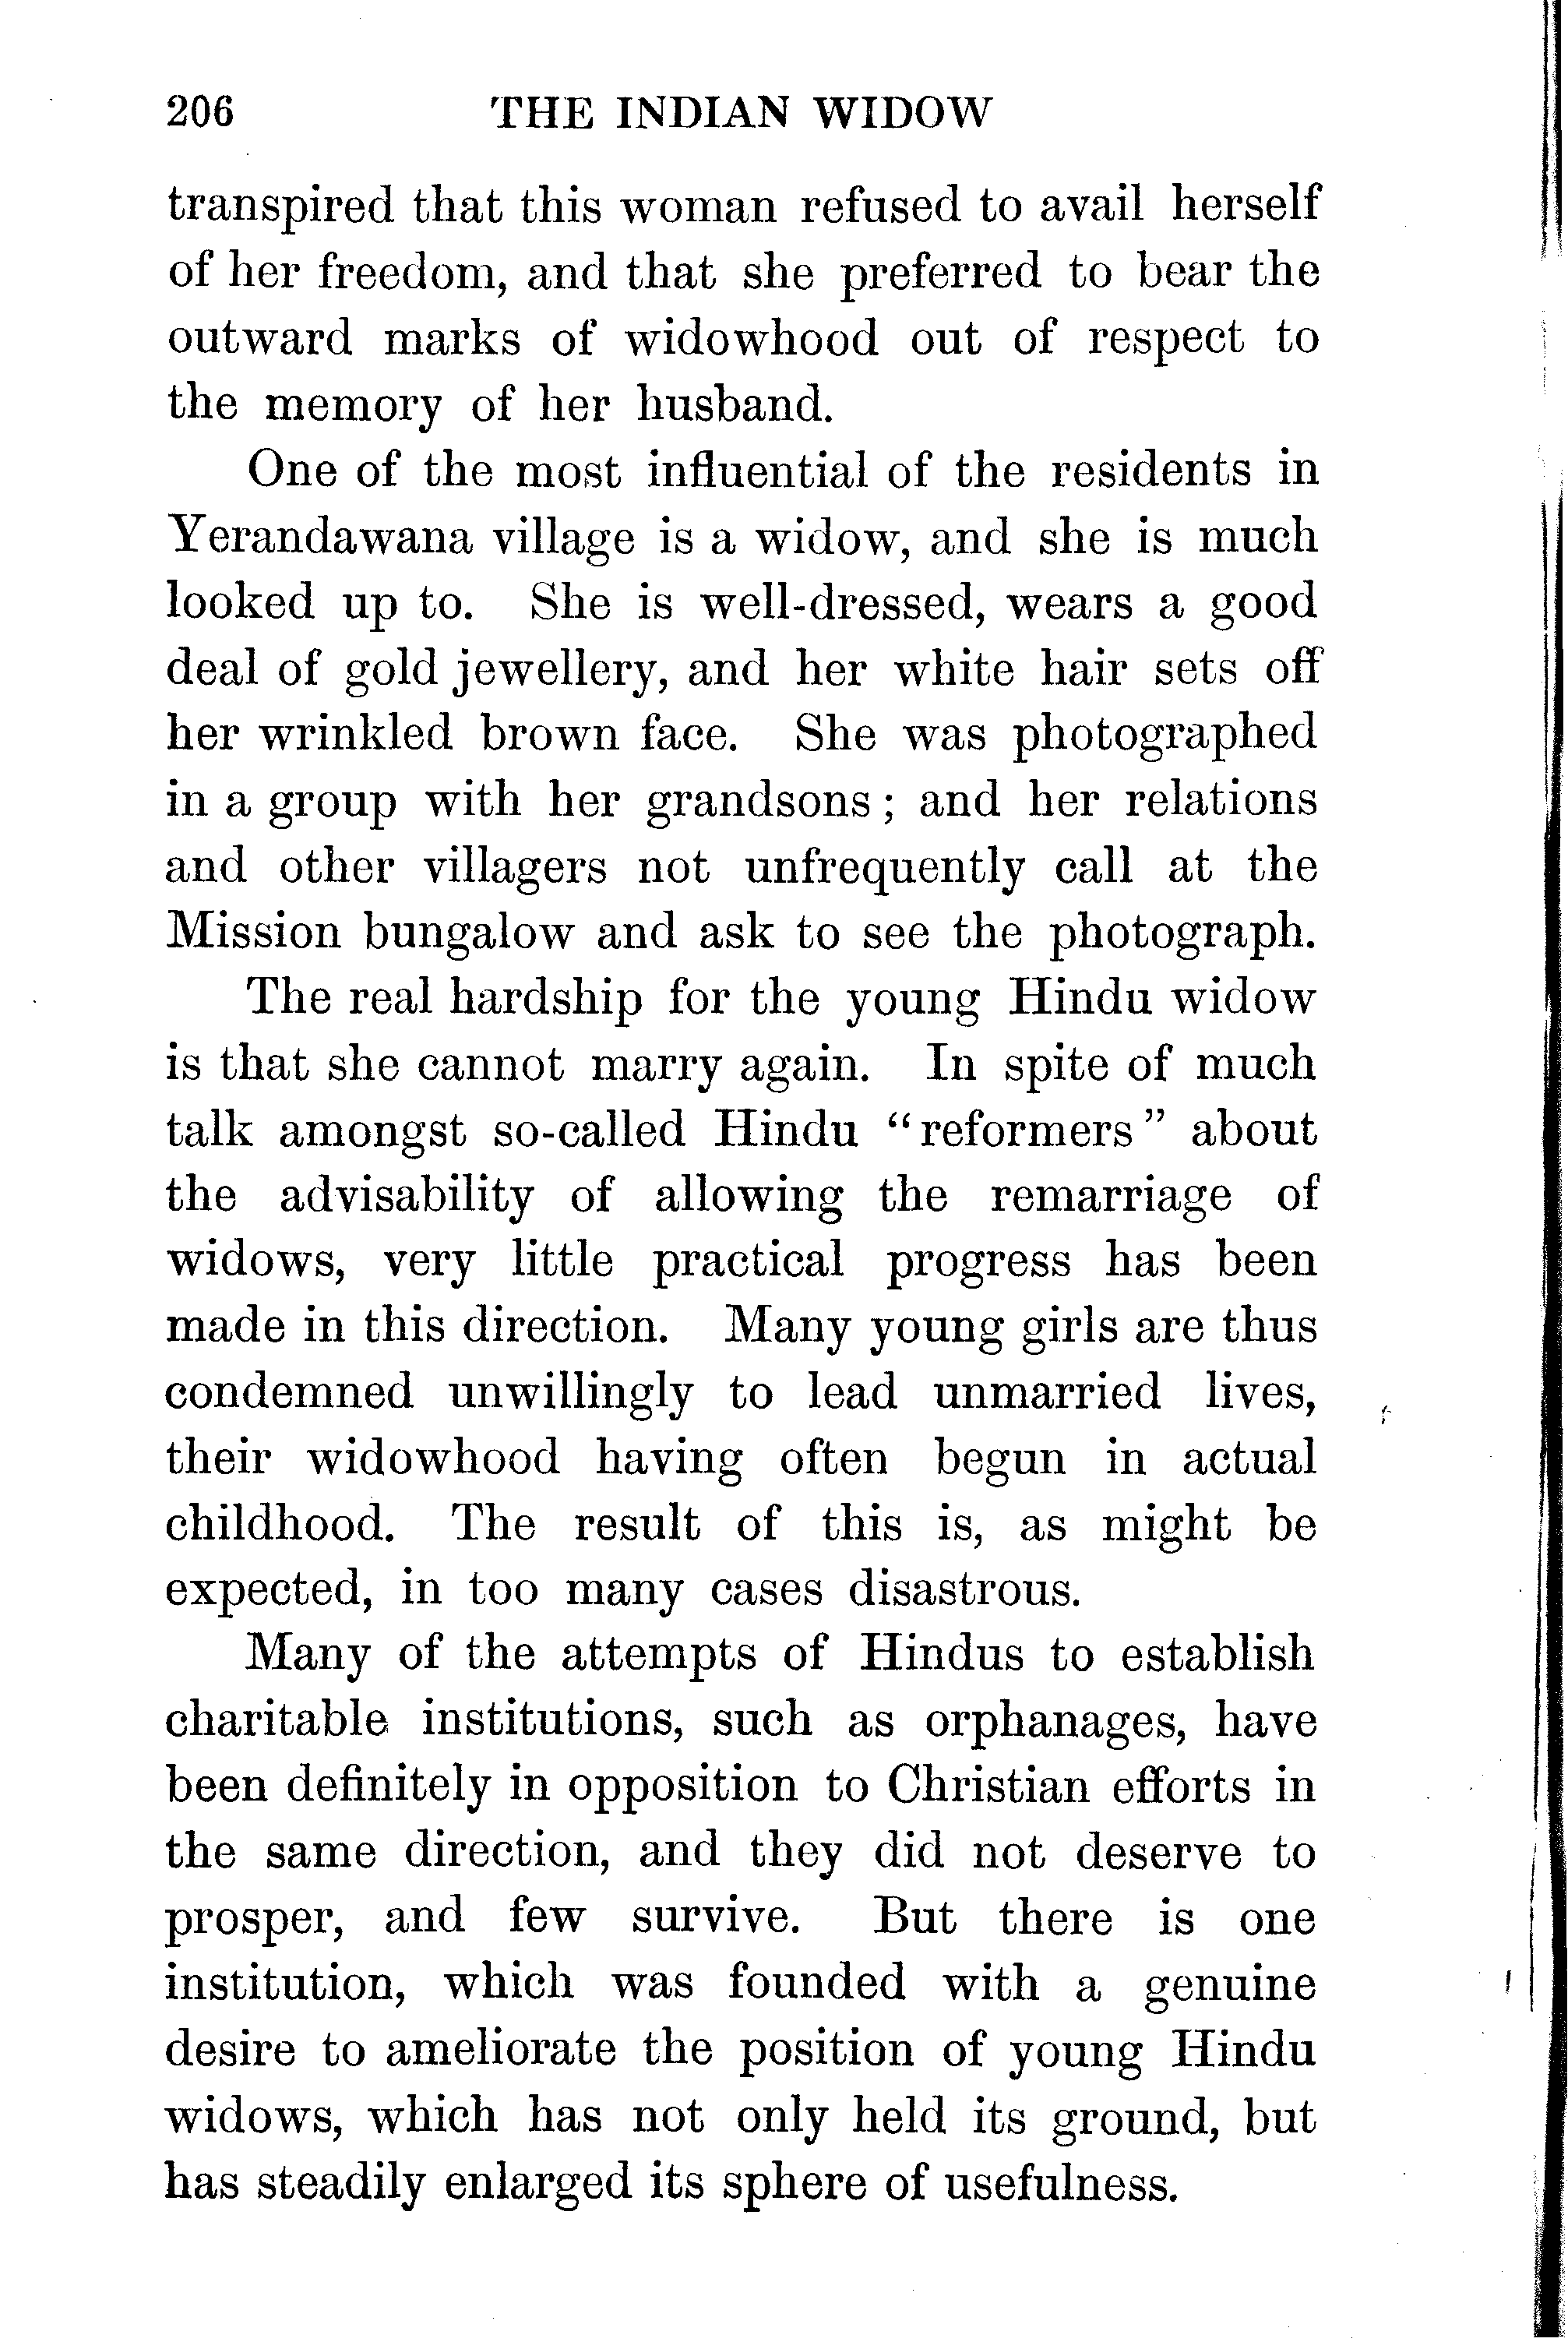 206 THE INDIAN WIDOW
transpired that this woman refused to avail herself
of her freedom, and that she preferred to bear the
outward marks of widowhood out of respect to
the memory of her husband.
One of the most influential of the residents in
Yerandawana village is a widow, and she is much
looked up to. She is well-dressed, wears a good
deal of gold jewellery, and her white hair sets off
her wrinkled brown face. She was photographed
in a group with her grandsons; and her relations
and other villagers not unfrequently call at the
Mission bungalow and ask to see the photograph.
The real hardship for the young Hindu widow
is that she cannot marry again. In spite of much
talk amongst so-called Hindu “reformers” about
the advisability of allowing the remarriage of
widows, very little practical progress has been
made in this direction. Many young girls are thus
condemned unwillingly to lead unmarried lives,
their widowhood having often begun in actual
childhood. The result of this is, as might be
expected, in too many cases disastrous.
Many of the attempts of Hindus to establish
charitable institutions, such as orphanages, have
been definitely in opposition to Christian efforts in
the same direction, and they did not deserve to
prosper, and few survive. But there is one
institution, which was founded with a genuine
desire to ameliorate the position of young Hindu
widows, which has not only held its ground, but
has steadily enlarged its sphere of usefulness.